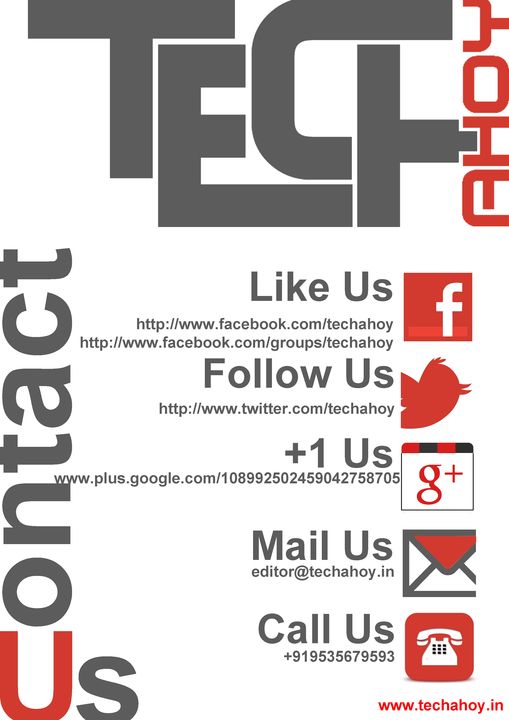 TECH
AHOY
Contact
Us
Like Us
http://www.facebook.com/techahoy
http://www.facebook.com/groups/techahoy
f
Follow Us
http://www.twitter.com/techahoy
+1 Us
www.plus.google.com/108992502459042758705
g+
Mail Us
editor@techahoy.in
Call Us
+919535679593
www.techahoy.in